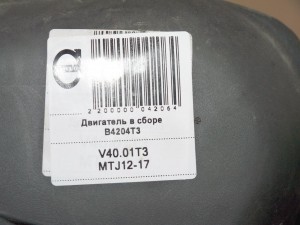 2200000042064
Двигатель в сборе
B4204T3
V40.01T3
MTJ12-17